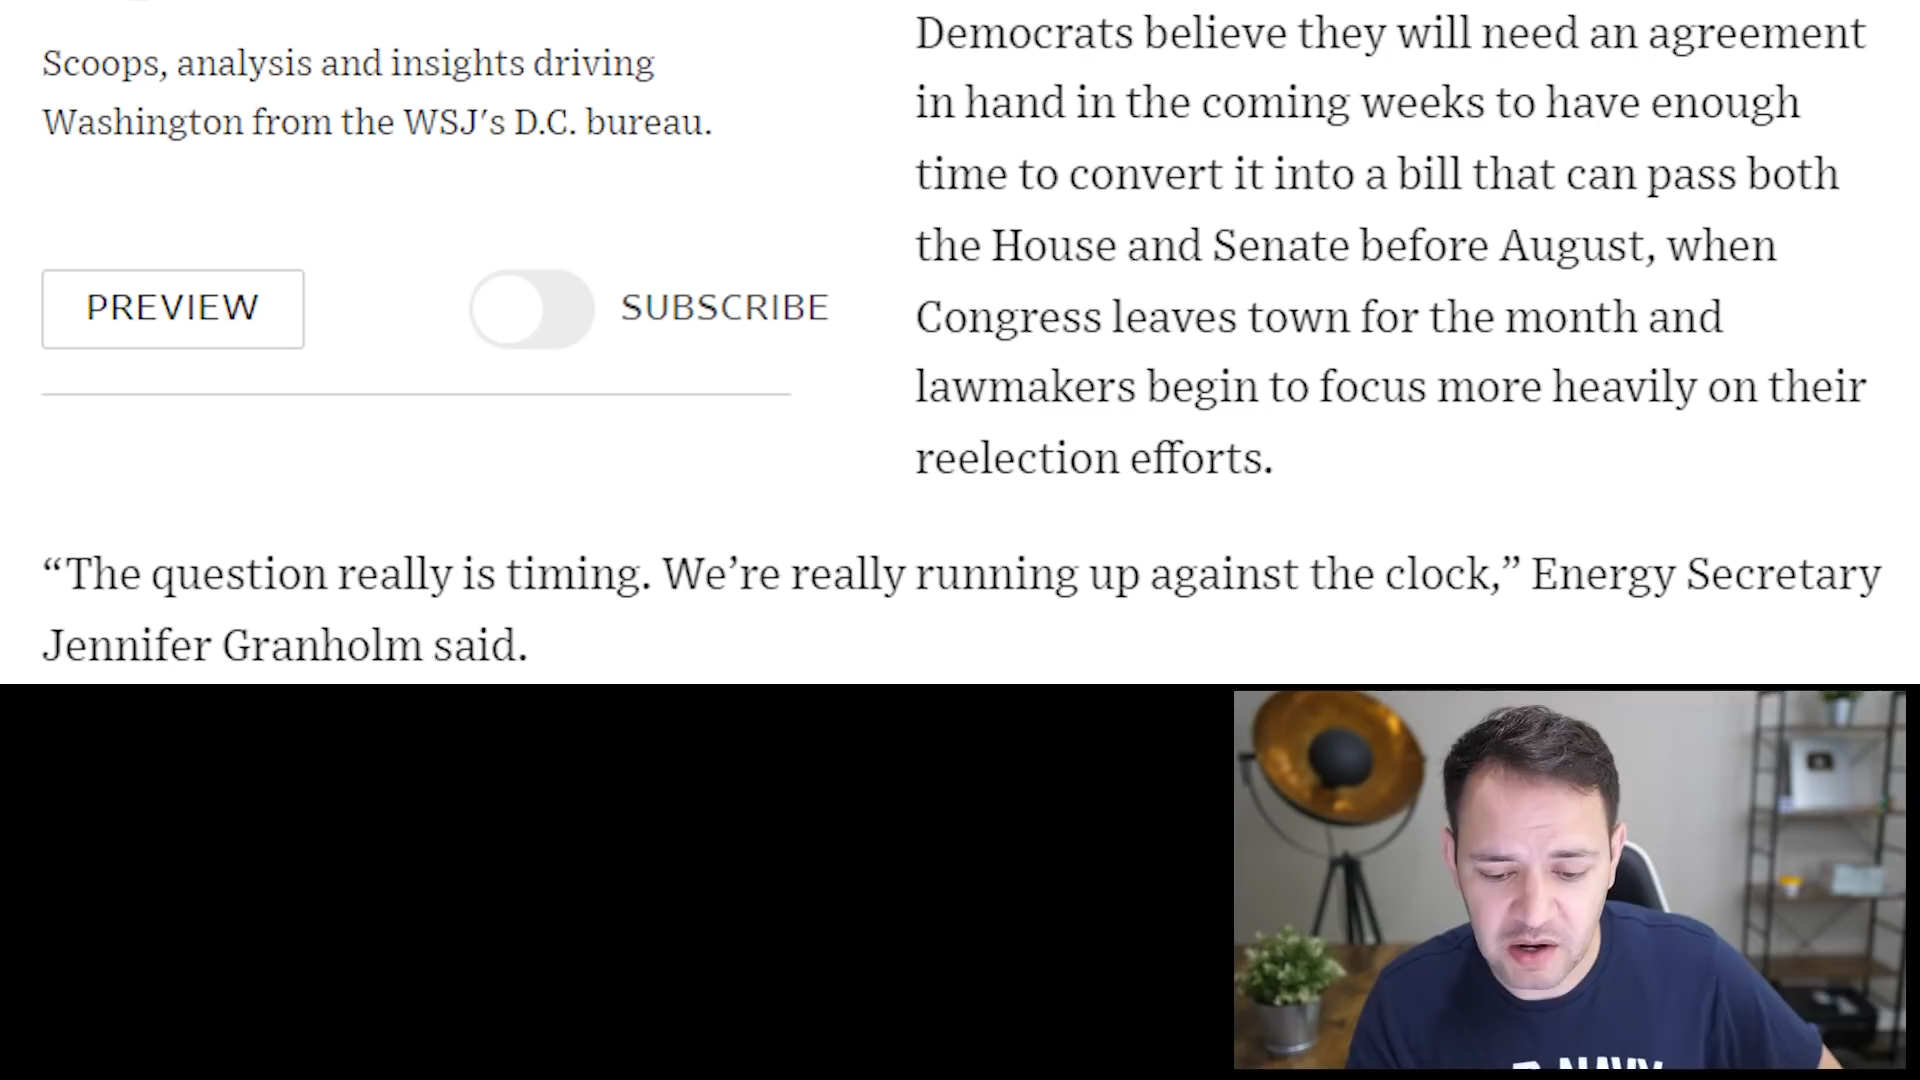 Scoops, analysis and insights driving
Washington from the WSJ's D.C. bureau.
PREVIEW
SUBSCRIBE
Democrats believe they will need an agreement
in hand in the coming weeks to have enough
time to convert it into a bill that can pass both
the House and Senate before August, when
Congress leaves town for the month and
lawmakers begin to focus more heavily on their
reelection efforts.
“The question really is timing. We’re really running up against the clock,” Energy Secretary
Jennifer Granholm said.
NAVY